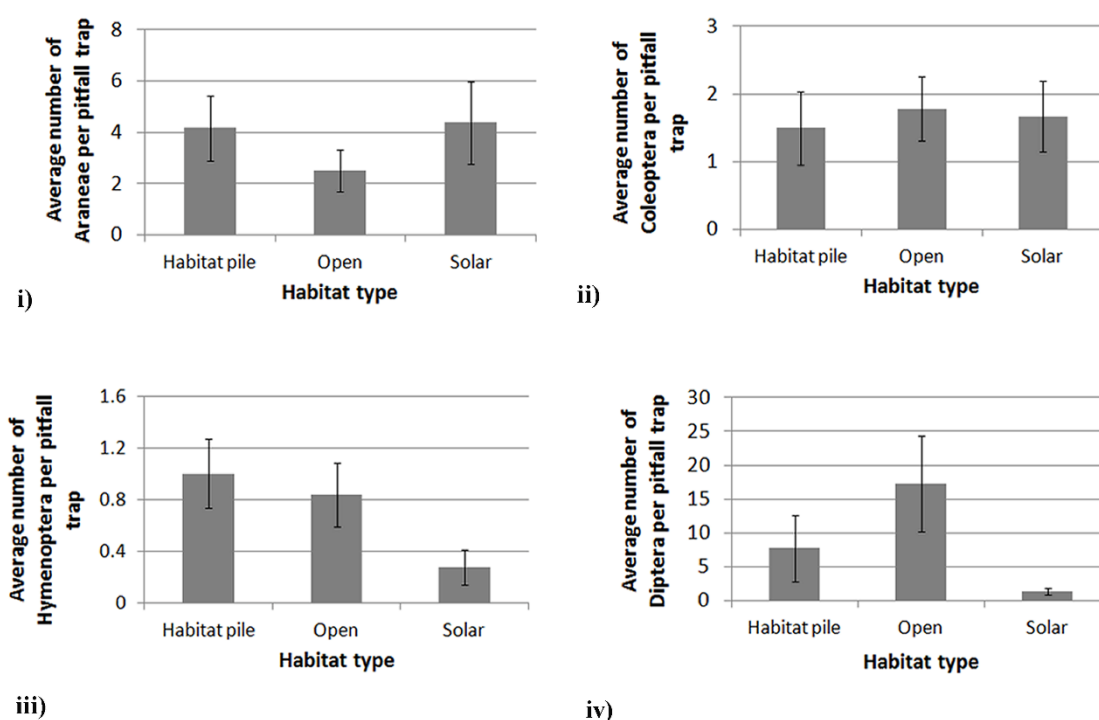 Average number of
Araneae per pitfall trap
8
6
4
2
0
Habitat pile Open Solar
Habitat type
i)
Average number of
Coleoptera per pitfall
trap
3
2
1
0
Habitat pile Open Solar
Habitat type
ii)
Average number of
Hymenoptera per pitfall
trap
1.6
1.2
0.8
0.4
0
Habitat pile Open Solar
Habitat type
iii)
Average number of
Diptera per pitfall trap
30
25
20
15
10
5
0
Habitat pile Open Solar
Habitat type
iv)